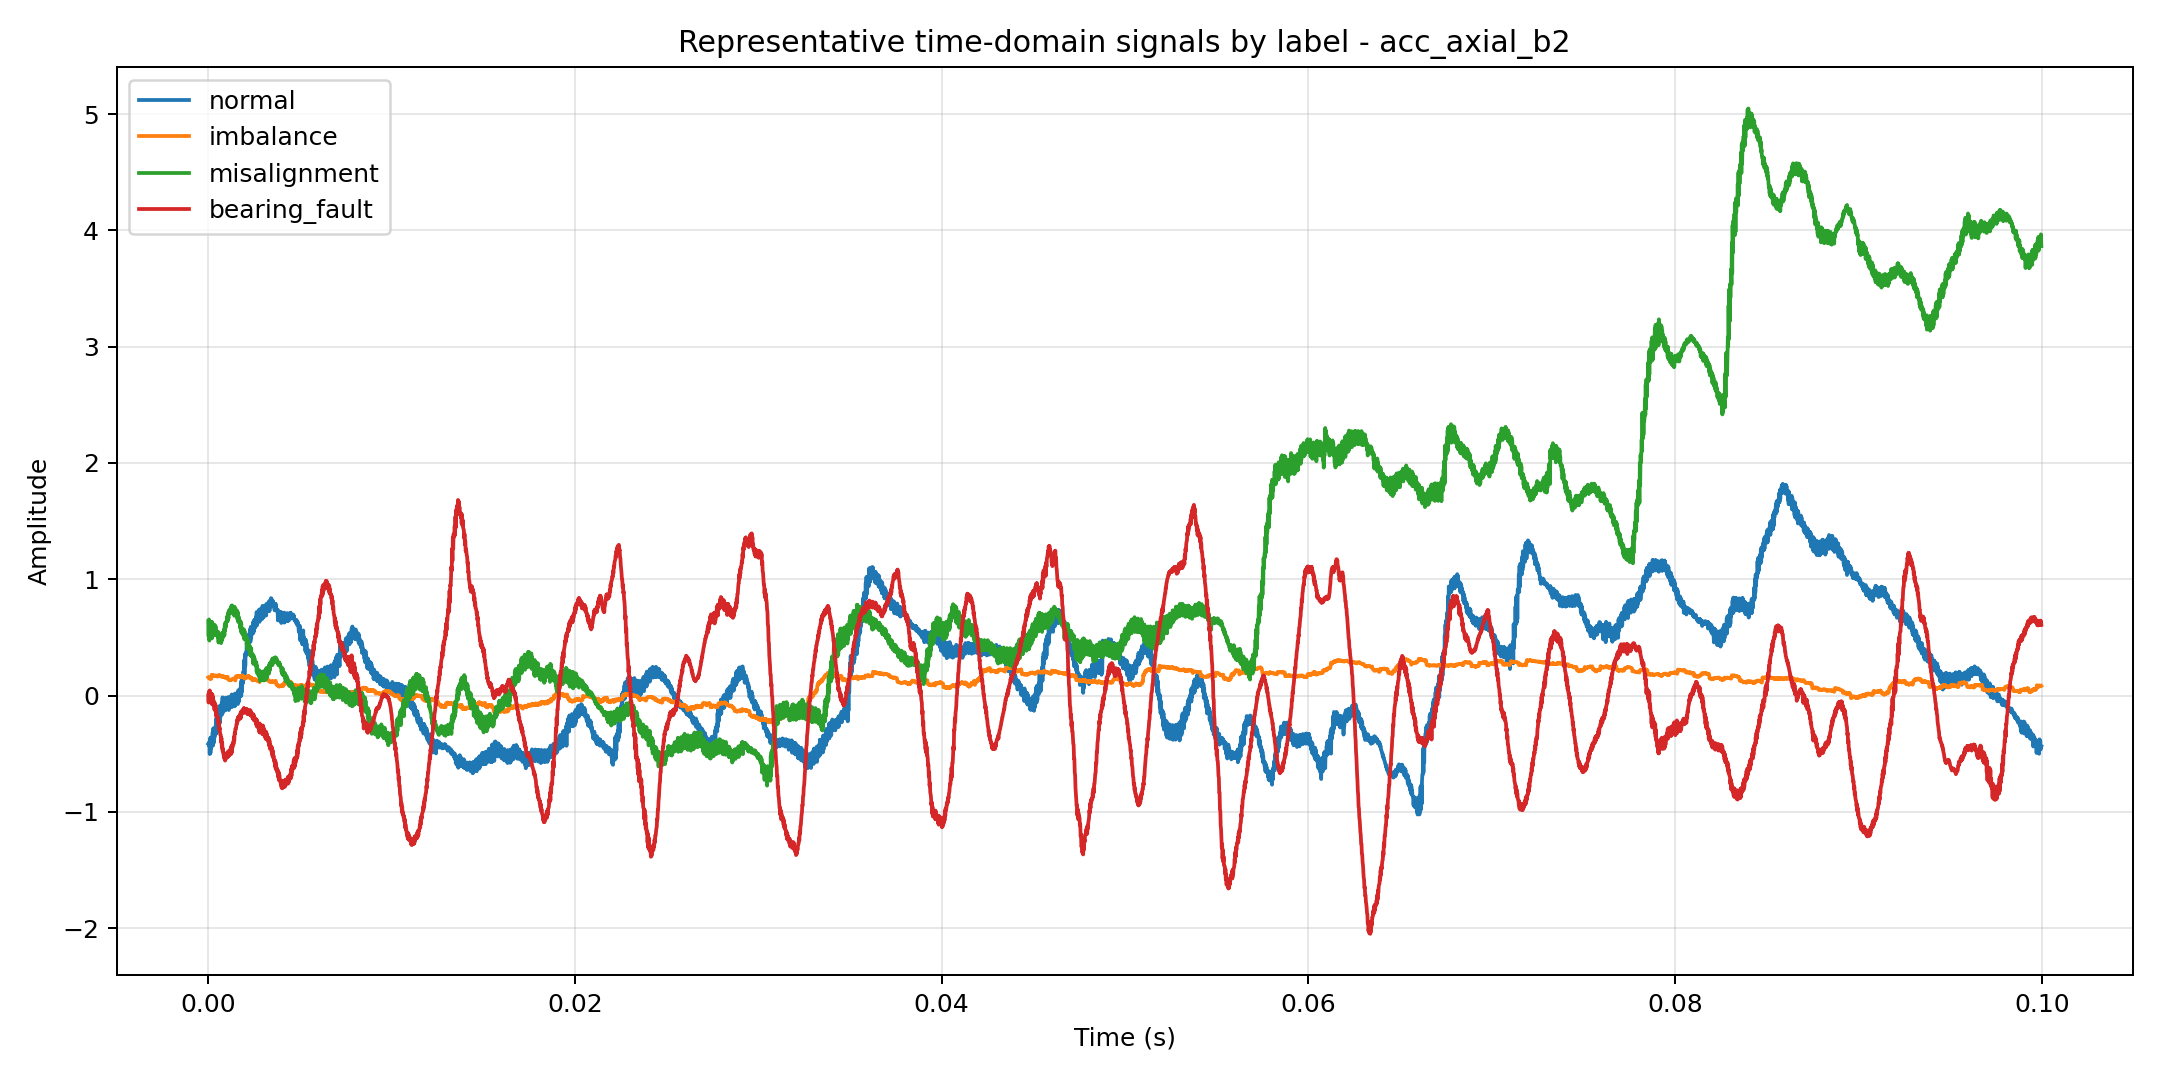 Representative time-domain signals by label - acc_axial_b2
normal
imbalance
misalignment
bearing_fault
5
4
3
2
1
0
−1
−2
Amplitude
0.00
0.02
0.04
0.06
0.08
0.10
Time (s)